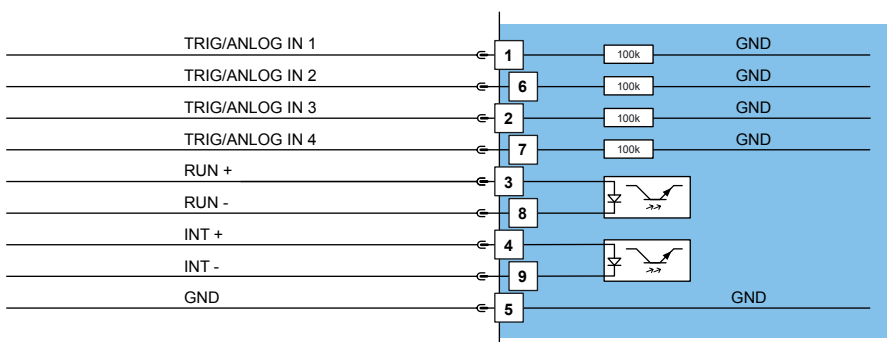 TRIG/ANLOG IN 1 1 100k GND
TRIG/ANLOG IN 2 6 100k GND
TRIG/ANLOG IN 3 2 100k GND
TRIG/ANLOG IN 4 7 100k GND
RUN + 3
RUN - 8
INT + 4
INT - 9
GND 5 GND